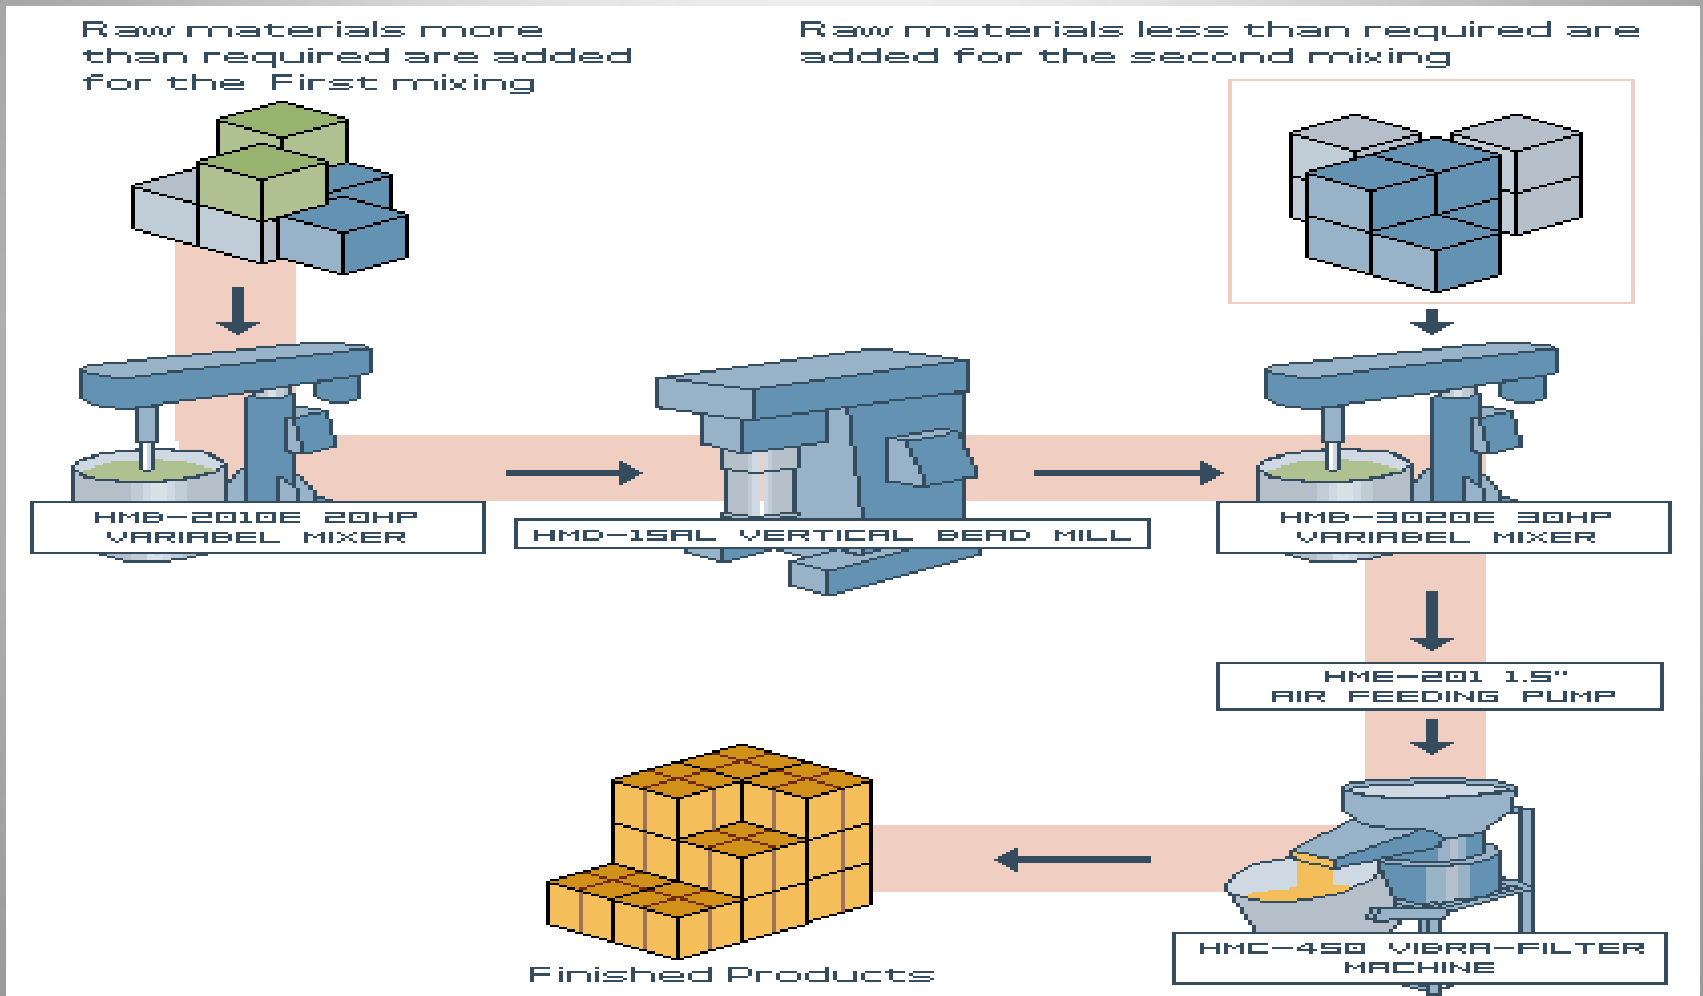 Raw materials more
than required are added
for the First mixing
Raw materials less than required are
added for the second mixing
HMB-2010E 20HP
VARIABEL MIXER
HMD-15AL VERTICAL BEAD MILL
HMB-3020E 30HP
VARIABEL MIXER
HME-201 1.5"
AIR FEEDING PUMP
HMC-450 VIBRA-FILTER
MACHINE
Finished Products